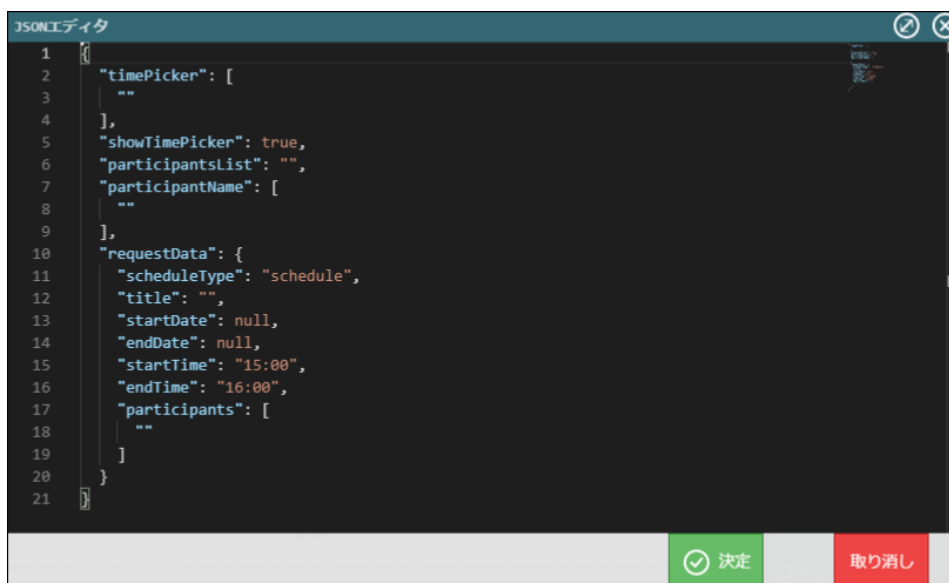 JSONエディタ
1 {
2 "timePicker": [
3 ""
4 ],
5 "showTimePicker": true,
6 "participantsList": "",
7 "participantName": [
8 ""
9 ],
10 "requestData": {
11 "scheduleType": "schedule",
12 "title": "",
13 "startDate": null,
14 "endDate": null,
15 "startTime": "15:00",
16 "endTime": "16:00",
17 "participants": [
18 ""
19 ]
20 }
21 }
決定 取り消し